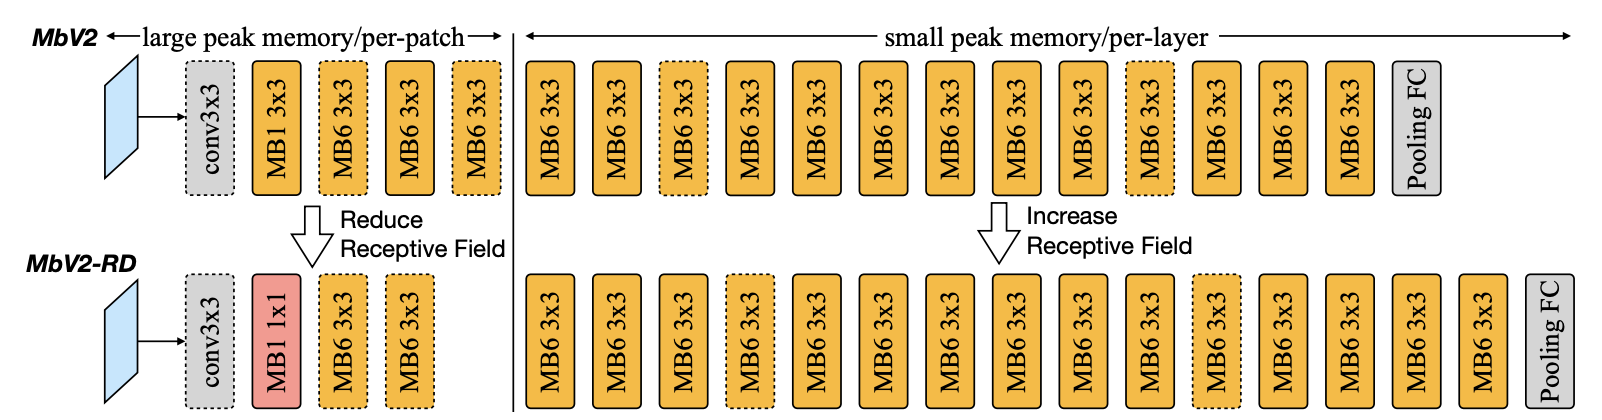 MbV2 large peak memory/per-patch small peak memory/per-layer
conv3x3 MB1 3x3 MB6 3x3 MB6 3x3 MB6 3x3 MB6 3x3 MB6 3x3 MB6 3x3 MB6 3x3 MB6 3x3 MB6 3x3 MB6 3x3 MB6 3x3 MB6 3x3 MB6 3x3 MB6 3x3 MB6 3x3 MB6 3x3 Pooling FC
Reduce
Receptive Field
Increase
Receptive Field
MbV2-RD
conv3x3 MB1 1x1 MB6 3x3 MB6 3x3 MB6 3x3 MB6 3x3 MB6 3x3 MB6 3x3 MB6 3x3 MB6 3x3 MB6 3x3 MB6 3x3 MB6 3x3 MB6 3x3 MB6 3x3 MB6 3x3 MB6 3x3 MB6 3x3 MB6 3x3 Pooling FC